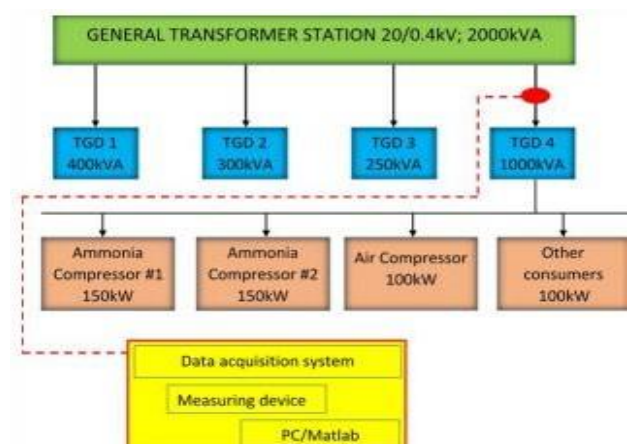 GENERAL TRANSFORMER STATION 20/0.4kV; 2000kVA
TGD 1
400kVA
TGD 2
300kVA
TGD 3
250kVA
TGD 4
1000kVA
Ammonia
Compressor #1
150kW
Ammonia
Compressor #2
150kW
Air Compressor
100kW
Other
consumers
100kW
Data acquisition system
Measuring device
PC/Matlab